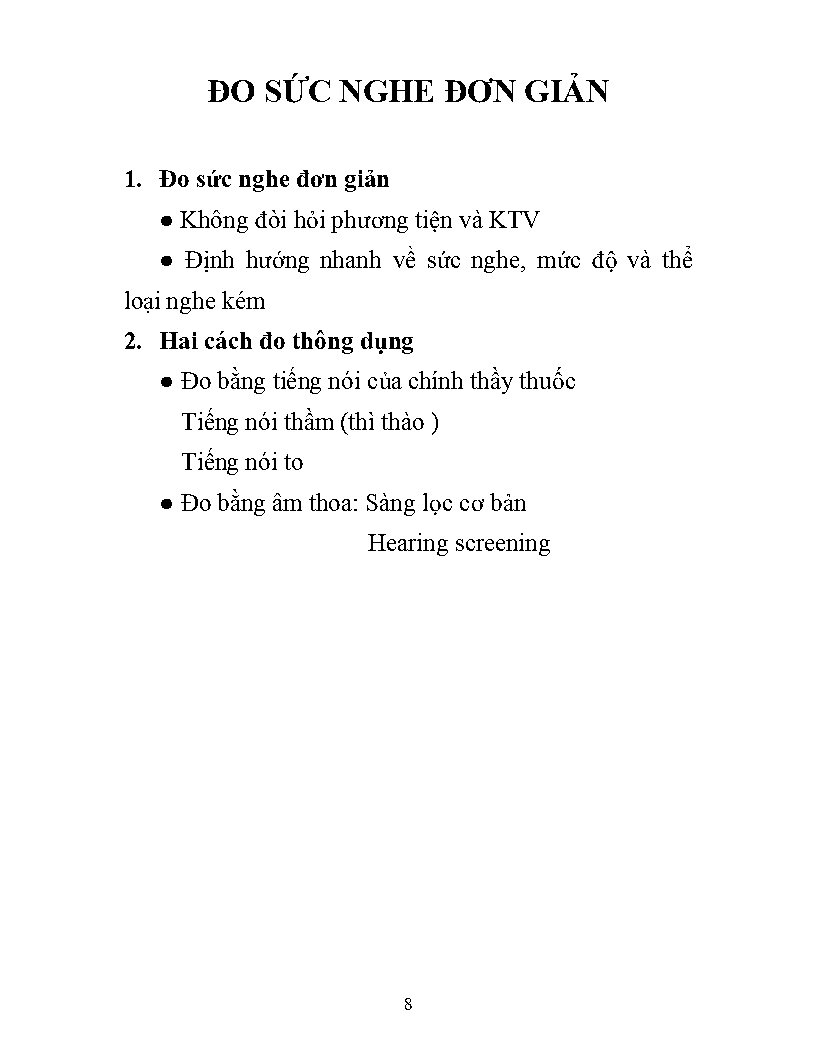 ĐO SỨC NGHE ĐƠN GIẢN
1. Đo sức nghe đơn giản
● Không đòi hỏi phương tiện và KTV
● Định hướng nhanh về sức nghe, mức độ và thể
loại nghe kém
2. Hai cách đo thông dụng
● Đo bằng tiếng nói của chính thầy thuốc
Tiếng nói thầm (thì thào )
Tiếng nói to
● Đo bằng âm thoa: Sàng lọc cơ bản
Hearing screening
8